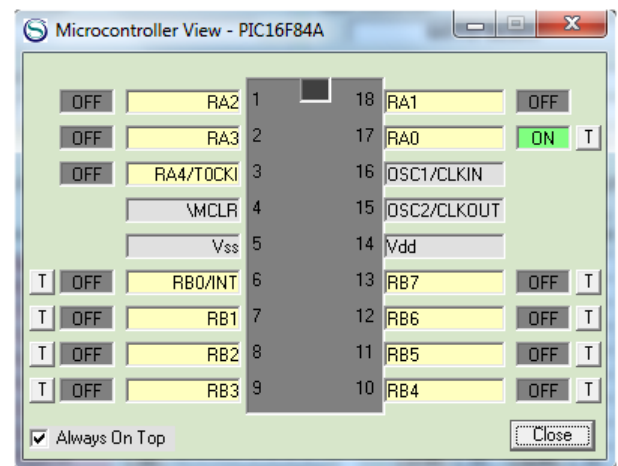 Microcontroller View - PIC16F84A
OFF RA2 1 18 RA1 OFF
OFF RA3 2 17 RA0 ON T
OFF RA4/T0CKI 3 16 OSC1/CLKIN
\MCLR 4 15 OSC2/CLKOUT
Vss 5 14 Vdd
T OFF RB0/INT 6 13 RB7 OFF T
T OFF RB1 7 12 RB6 OFF T
T OFF RB2 8 11 RB5 OFF T
T OFF RB3 9 10 RB4 OFF T
Always On Top Close